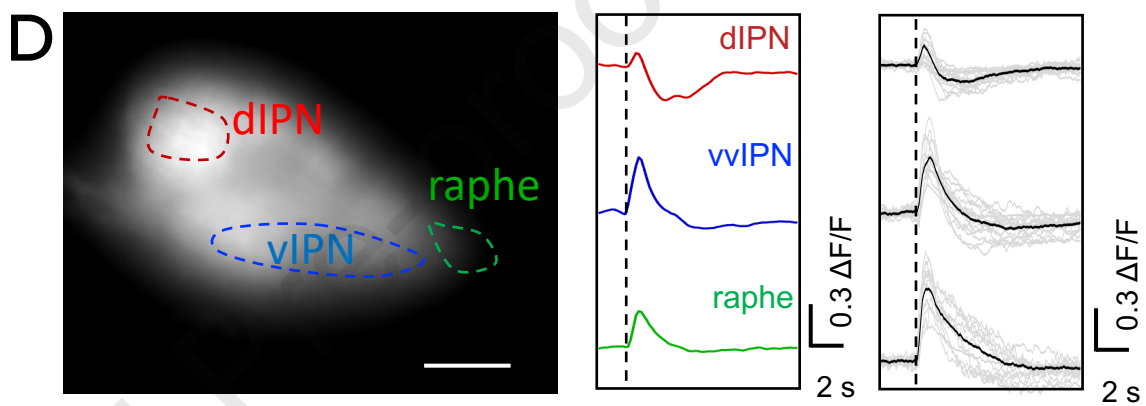 D
dIPN
raphe
vIPN
dIPN
vvIPN
raphe
0.3 ΔF/F
2 s
0.3 ΔF/F
2 s